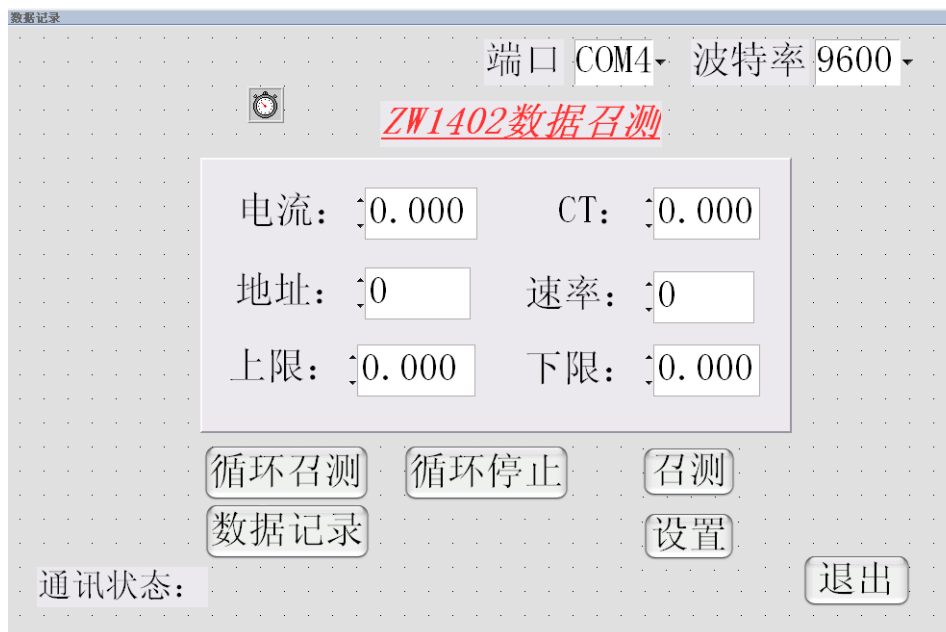 数据记录
端口 COM4 波特率 9600
ZW1402数据召测
电流： 0.000 CT： 0.000
地址： 0 速率： 0
上限： 0.000 下限： 0.000
循环召测 循环停止 召测
数据记录 设置
通讯状态： 退出